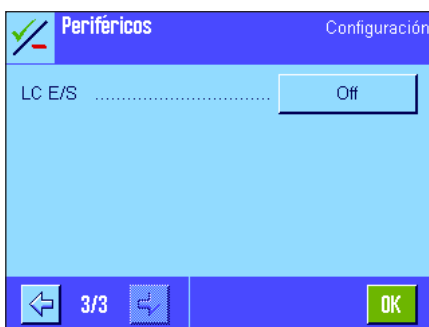 Periféricos Configuración
LC E/S ................................ Off
3/3 OK